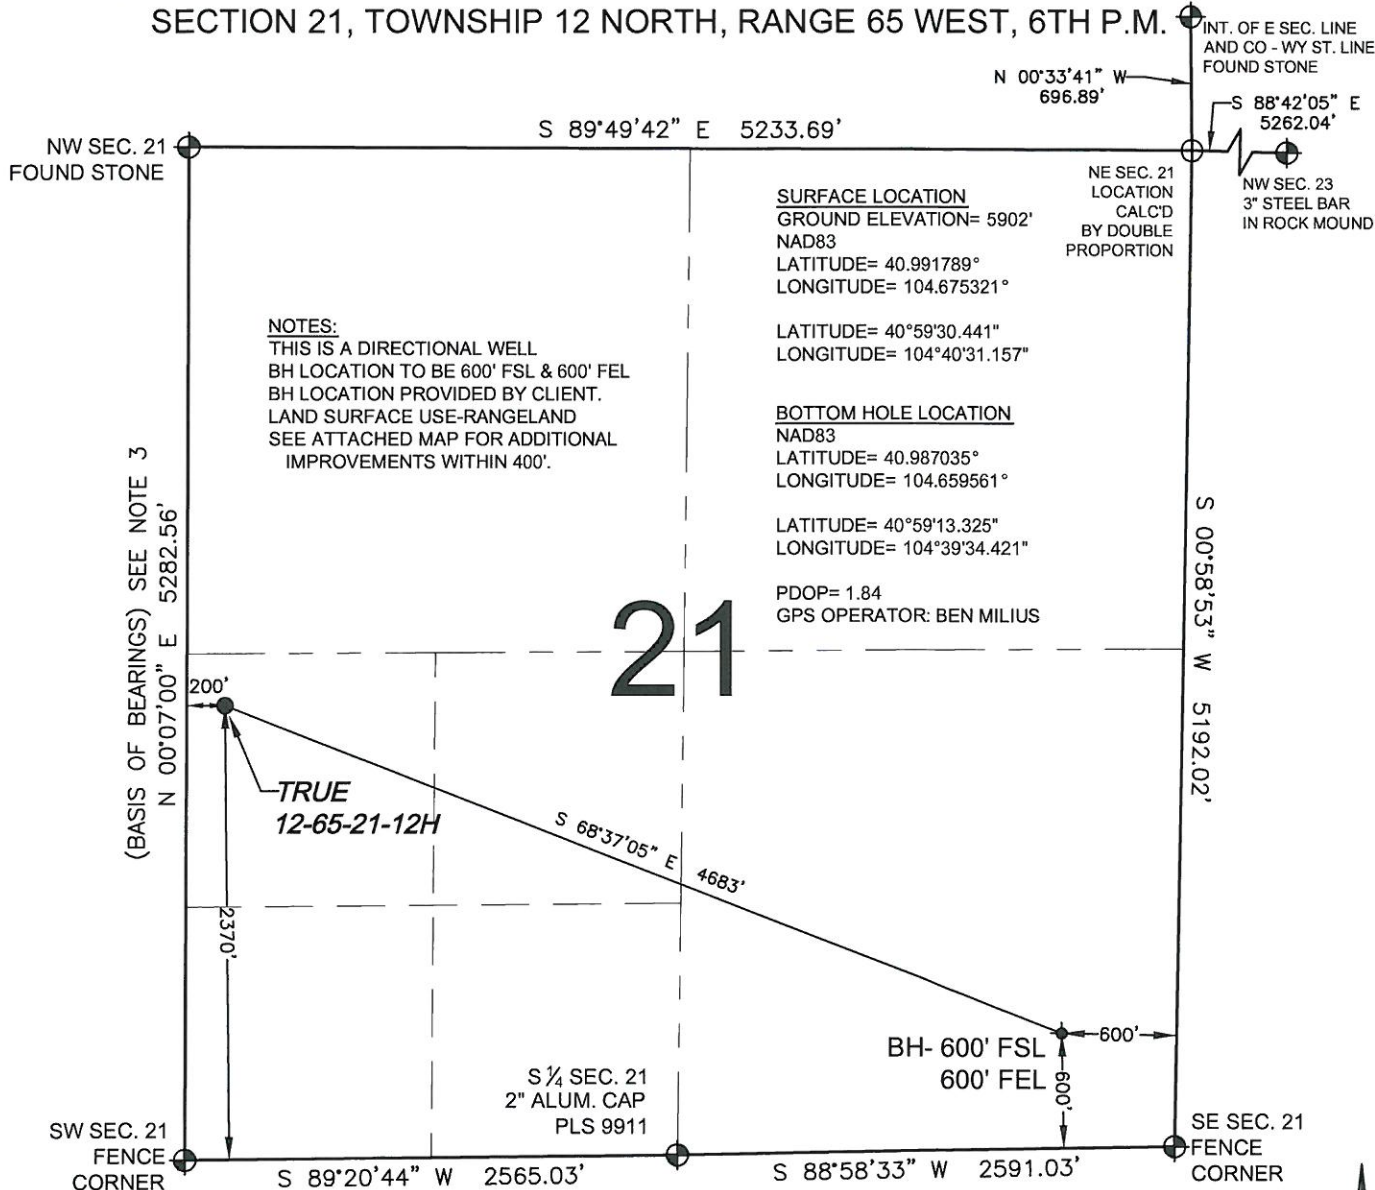 SECTION 21, TOWNSHIP 12 NORTH, RANGE 65 WEST, 6TH P.M.
INT. OF E SEC. LINE
AND CO - WY ST. LINE
FOUND STONE
N 00°33'41" W
696.89'
S 88°42'05" E
5262.04'
S 89°49'42" E 5233.69'
NW SEC. 21
FOUND STONE
NE SEC. 21
LOCATION
CALC'D
BY DOUBLE
PROPORTION
NW SEC. 23
3" STEEL BAR
IN ROCK MOUND
SURFACE LOCATION
GROUND ELEVATION= 5902'
NAD83
LATITUDE= 40.991789°
LONGITUDE= 104.675321°
LATITUDE= 40°59'30.441"
LONGITUDE= 104°40'31.157"
NOTES:
THIS IS A DIRECTIONAL WELL
BH LOCATION TO BE 600' FSL & 600' FEL
BH LOCATION PROVIDED BY CLIENT.
LAND SURFACE USE-RANGELAND
SEE ATTACHED MAP FOR ADDITIONAL
IMPROVEMENTS WITHIN 400'.
BOTTOM HOLE LOCATION
NAD83
LATITUDE= 40.987035°
LONGITUDE= 104.659561°
LATITUDE= 40°59'13.325"
LONGITUDE= 104°39'34.421"
PDOP= 1.84
GPS OPERATOR: BEN MILIUS
(BASIS OF BEARINGS) SEE NOTE 3
N 00°07'00" E 5282.56'
S 00°58'53" W 5192.02'
21
200'
TRUE
12-65-21-12H
S 68°37'05" E 4683'
2370'
BH- 600' FSL
600' FEL
600'
600'
S 1/4 SEC. 21
2" ALUM. CAP
PLS 9911
SW SEC. 21
FENCE
CORNER
SE SEC. 21
FENCE
CORNER
S 89°20'44" W 2565.03'
S 88°58'33" W 2591.03'